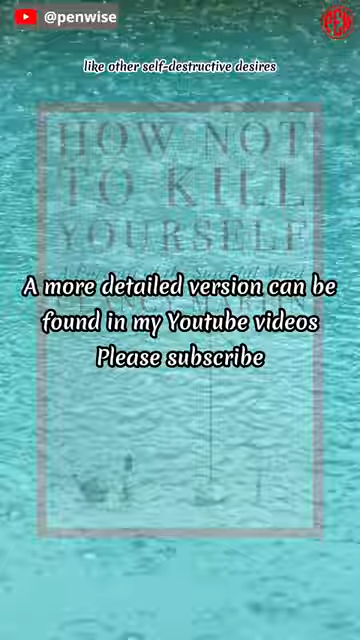 @penwise
PEN
like other self-destructive desires
HOW NOT
TO KILL
YOURSELF
A more detailed version can be
found in my Youtube videos
Please subscribe